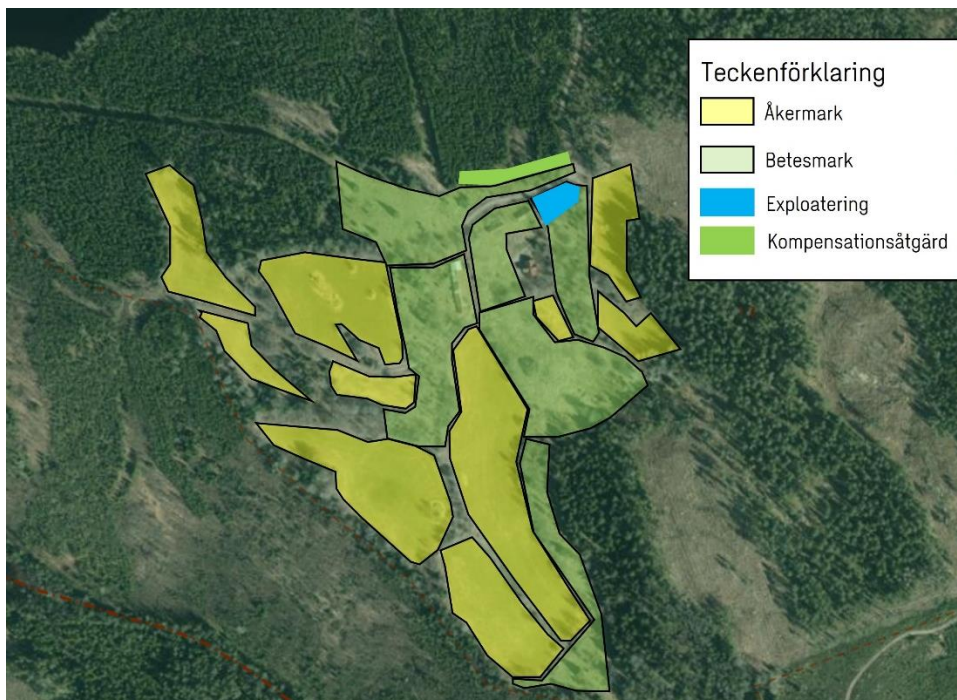 Teckenförklaring
Åkermark
Betesmark
Exploatering
Kompensationsåtgärd